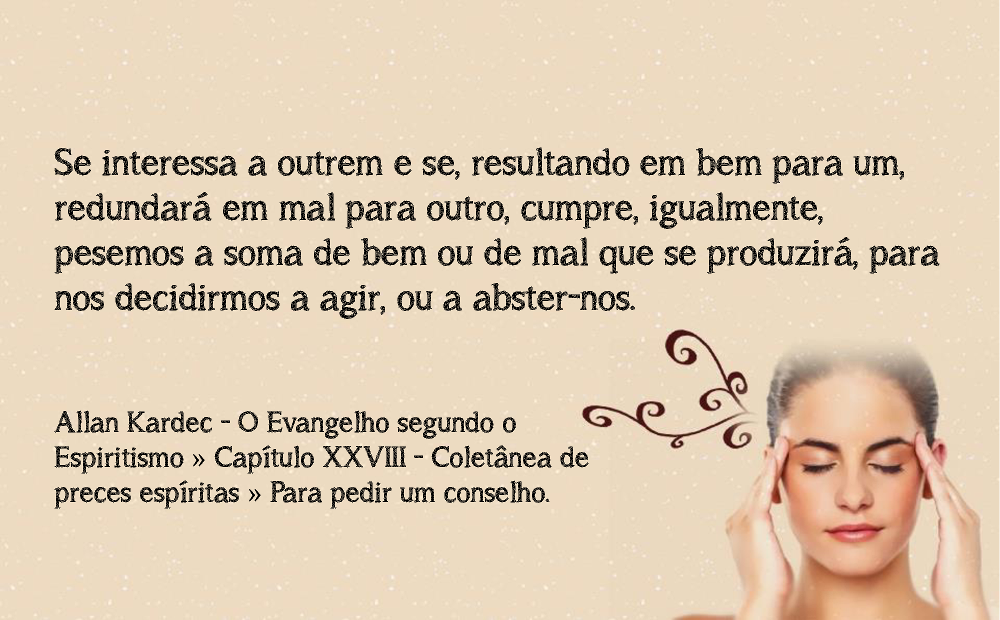 Se interessa a outrem e se, resultando em bem para um,
redundará em mal para outro, cumpre, igualmente,
pesemos a soma de bem ou de mal que se produzirá, para
nos decidirmos a agir, ou a abster-nos.
Allan Kardec - O Evangelho segundo o
Espiritismo » Capítulo XXVIII - Coletânea de
preces espíritas » Para pedir um conselho.